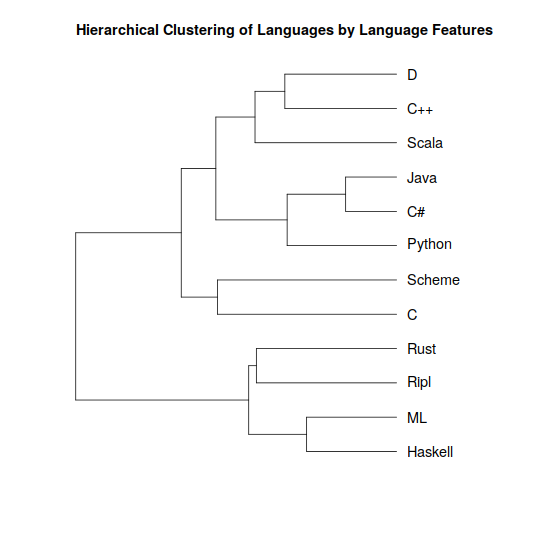 Hierarchical Clustering of Languages by Language Features
D
C++
Scala
Java
C#
Python
Scheme
C
Rust
Ripl
ML
Haskell